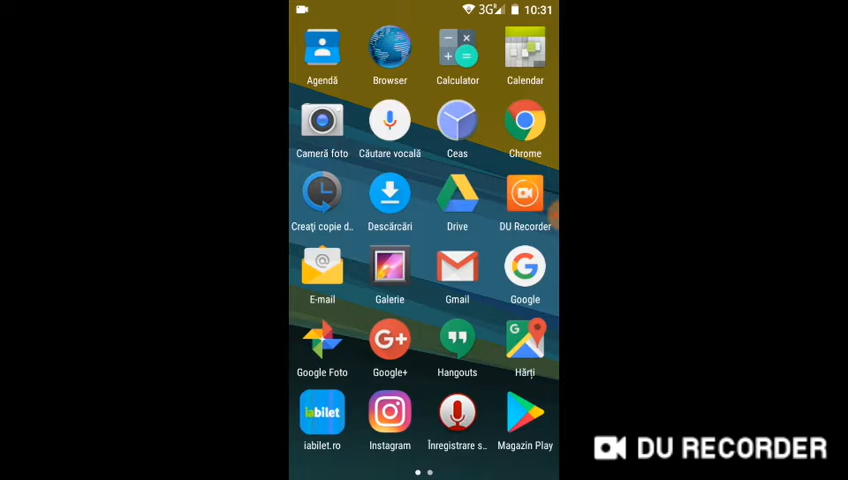 3G 10:31
Agendă Browser Calculator Calendar
Cameră foto Căutare vocală Ceas Chrome
Creați copie d.. Descărcări Drive DU Recorder
E-mail Galerie Gmail Google
Google Foto Google+ Hangouts Hărți
iabilet
iabilet.ro Instagram Înregistrare s.. Magazin Play
DU RECORDER